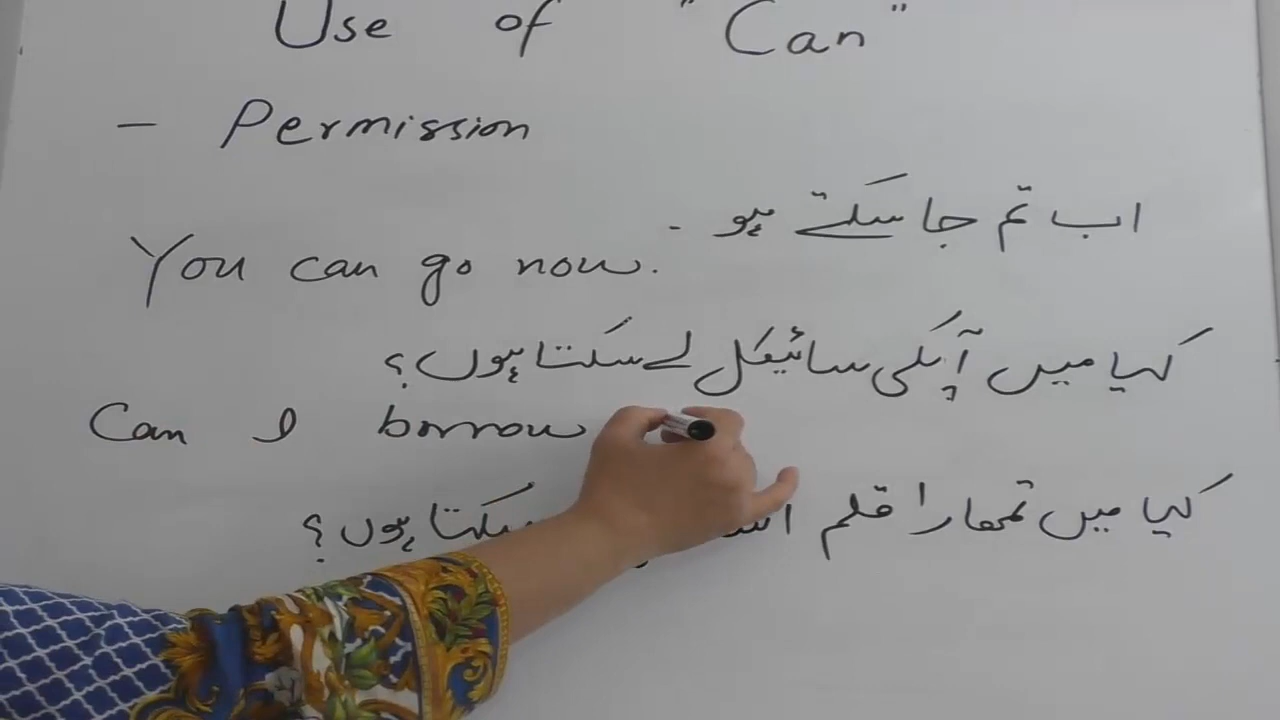 Use of "Can"
- Permission
اب تم جا سکتے ہو -
You can go now.
کیا میں آپکی سائیکل لے سکتا ہوں؟
Can I borrow
کیا میں تمھارا قلم سکتا ہوں؟